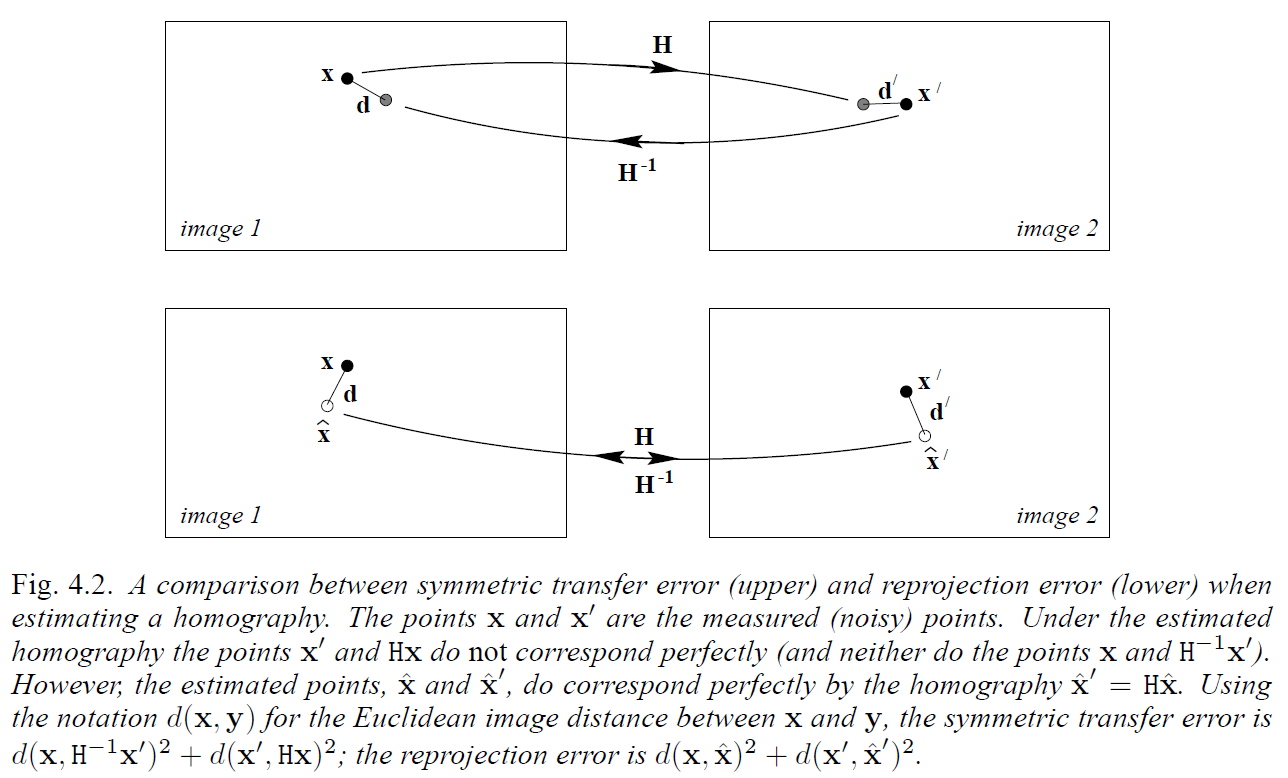 H
x
d
d′
x′
H⁻¹
image 1
image 2
x
d
x̂
H
H⁻¹
x′
d′
x̂′
image 1
image 2
Fig. 4.2. A comparison between symmetric transfer error (upper) and reprojection error (lower) when
estimating a homography. The points x and x′ are the measured (noisy) points. Under the estimated
homography the points x′ and Hx do not correspond perfectly (and neither do the points x and H⁻¹x′).
However, the estimated points, x̂ and x̂′, do correspond perfectly by the homography x̂′ = Hx̂. Using
the notation d(x, y) for the Euclidean image distance between x and y, the symmetric transfer error is
d(x, H⁻¹x′)² + d(x′, Hx)²; the reprojection error is d(x, x̂)² + d(x′, x̂′)².